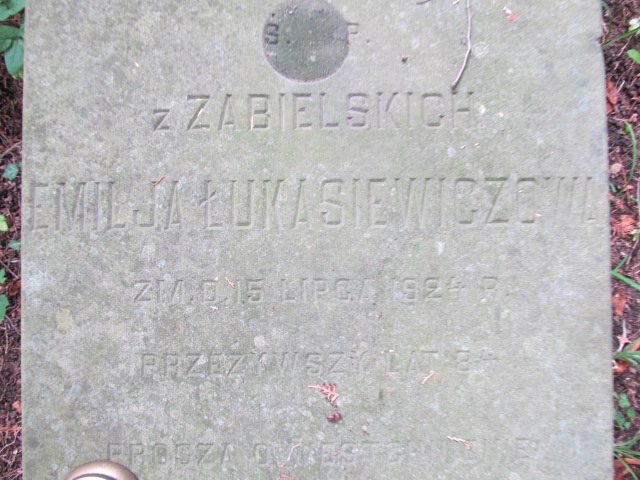 Ś. P.
z ZABIELSKICH
EMILJA ŁUKASIEWICZOWA
ZM. D. 15 LIPCA 1924 R.
PRZEŻYWSZY LAT 84
PROSZĄ O WESTCHNIENIE